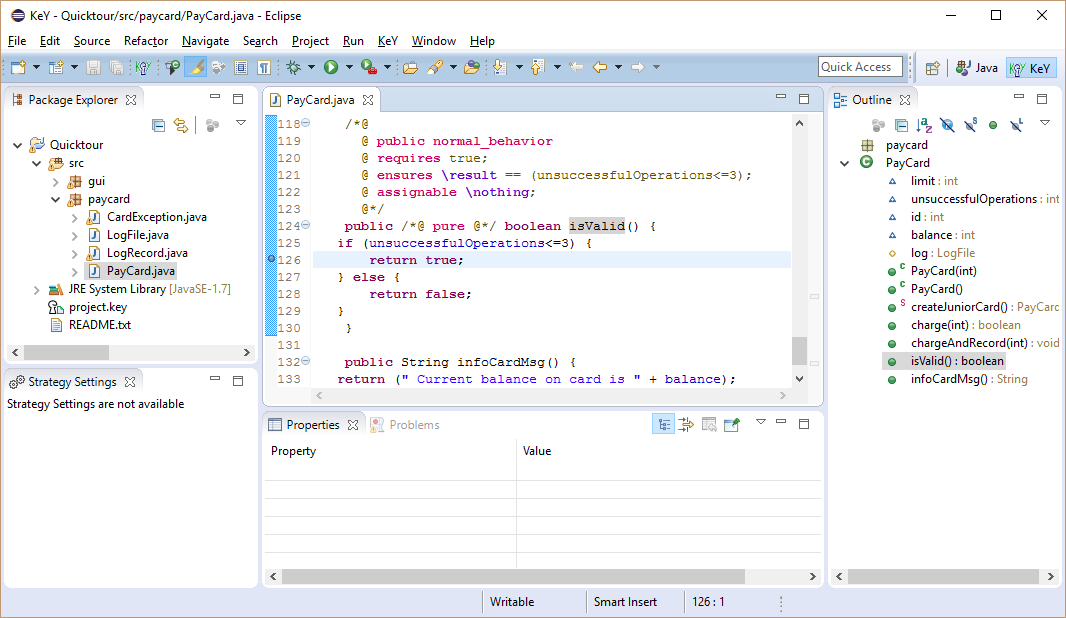 KeY - Quicktour/src/paycard/PayCard.java - Eclipse
File Edit Source Refactor Navigate Search Project Run KeY Window Help
Quick Access Java KeY
Package Explorer
Quicktour
src
gui
paycard
CardException.java
LogFile.java
LogRecord.java
PayCard.java
JRE System Library [JavaSE-1.7]
project.key
README.txt
Strategy Settings
Strategy Settings are not available
PayCard.java
118 /*@
119 @ public normal_behavior
120 @ requires true;
121 @ ensures \result == (unsuccessfulOperations<=3);
122 @ assignable \nothing;
123 @*/
124 public /*@ pure @*/ boolean isValid() {
125 if (unsuccessfulOperations<=3) {
126 return true;
127 } else {
128 return false;
129 }
130 }
131
132 public String infoCardMsg() {
133 return (" Current balance on card is " + balance);
Properties Problems
Property Value
Outline
paycard
PayCard
limit : int
unsuccessfulOperations : int
id : int
balance : int
log : LogFile
PayCard(int)
PayCard()
createJuniorCard() : PayCard
charge(int) : boolean
chargeAndRecord(int) : void
isValid() : boolean
infoCardMsg() : String
Writable Smart Insert 126 : 1